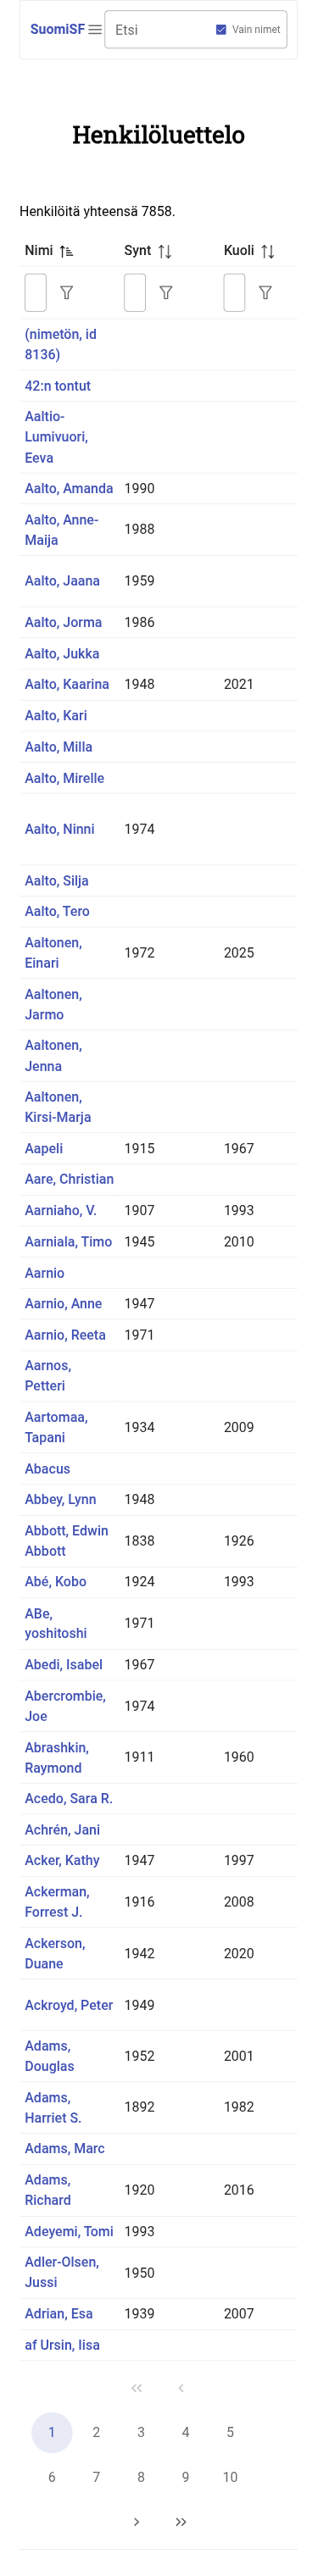 SuomiSF Etsi Vain nimet
Henkilöluettelo
Henkilöitä yhteensä 7858.
Nimi Synt Kuoli
(nimetön, id
8136)
42:n tontut
Aaltio-
Lumivuori,
Eeva
Aalto, Amanda 1990
Aalto, Anne-
Maija 1988
Aalto, Jaana 1959
Aalto, Jorma 1986
Aalto, Jukka
Aalto, Kaarina 1948 2021
Aalto, Kari
Aalto, Milla
Aalto, Mirelle
Aalto, Ninni 1974
Aalto, Silja
Aalto, Tero
Aaltonen,
Einari 1972 2025
Aaltonen,
Jarmo
Aaltonen,
Jenna
Aaltonen,
Kirsi-Marja
Aapeli 1915 1967
Aare, Christian
Aarniaho, V. 1907 1993
Aarniala, Timo 1945 2010
Aarnio
Aarnio, Anne 1947
Aarnio, Reeta 1971
Aarnos,
Petteri
Aartomaa,
Tapani 1934 2009
Abacus
Abbey, Lynn 1948
Abbott, Edwin
Abbott 1838 1926
Abé, Kobo 1924 1993
ABe,
yoshitoshi 1971
Abedi, Isabel 1967
Abercrombie,
Joe 1974
Abrashkin,
Raymond 1911 1960
Acedo, Sara R.
Achrén, Jani
Acker, Kathy 1947 1997
Ackerman,
Forrest J. 1916 2008
Ackerson,
Duane 1942 2020
Ackroyd, Peter 1949
Adams,
Douglas 1952 2001
Adams,
Harriet S. 1892 1982
Adams, Marc
Adams,
Richard 1920 2016
Adeyemi, Tomi 1993
Adler-Olsen,
Jussi 1950
Adrian, Esa 1939 2007
af Ursin, Iisa
1 2 3 4 5
6 7 8 9 10